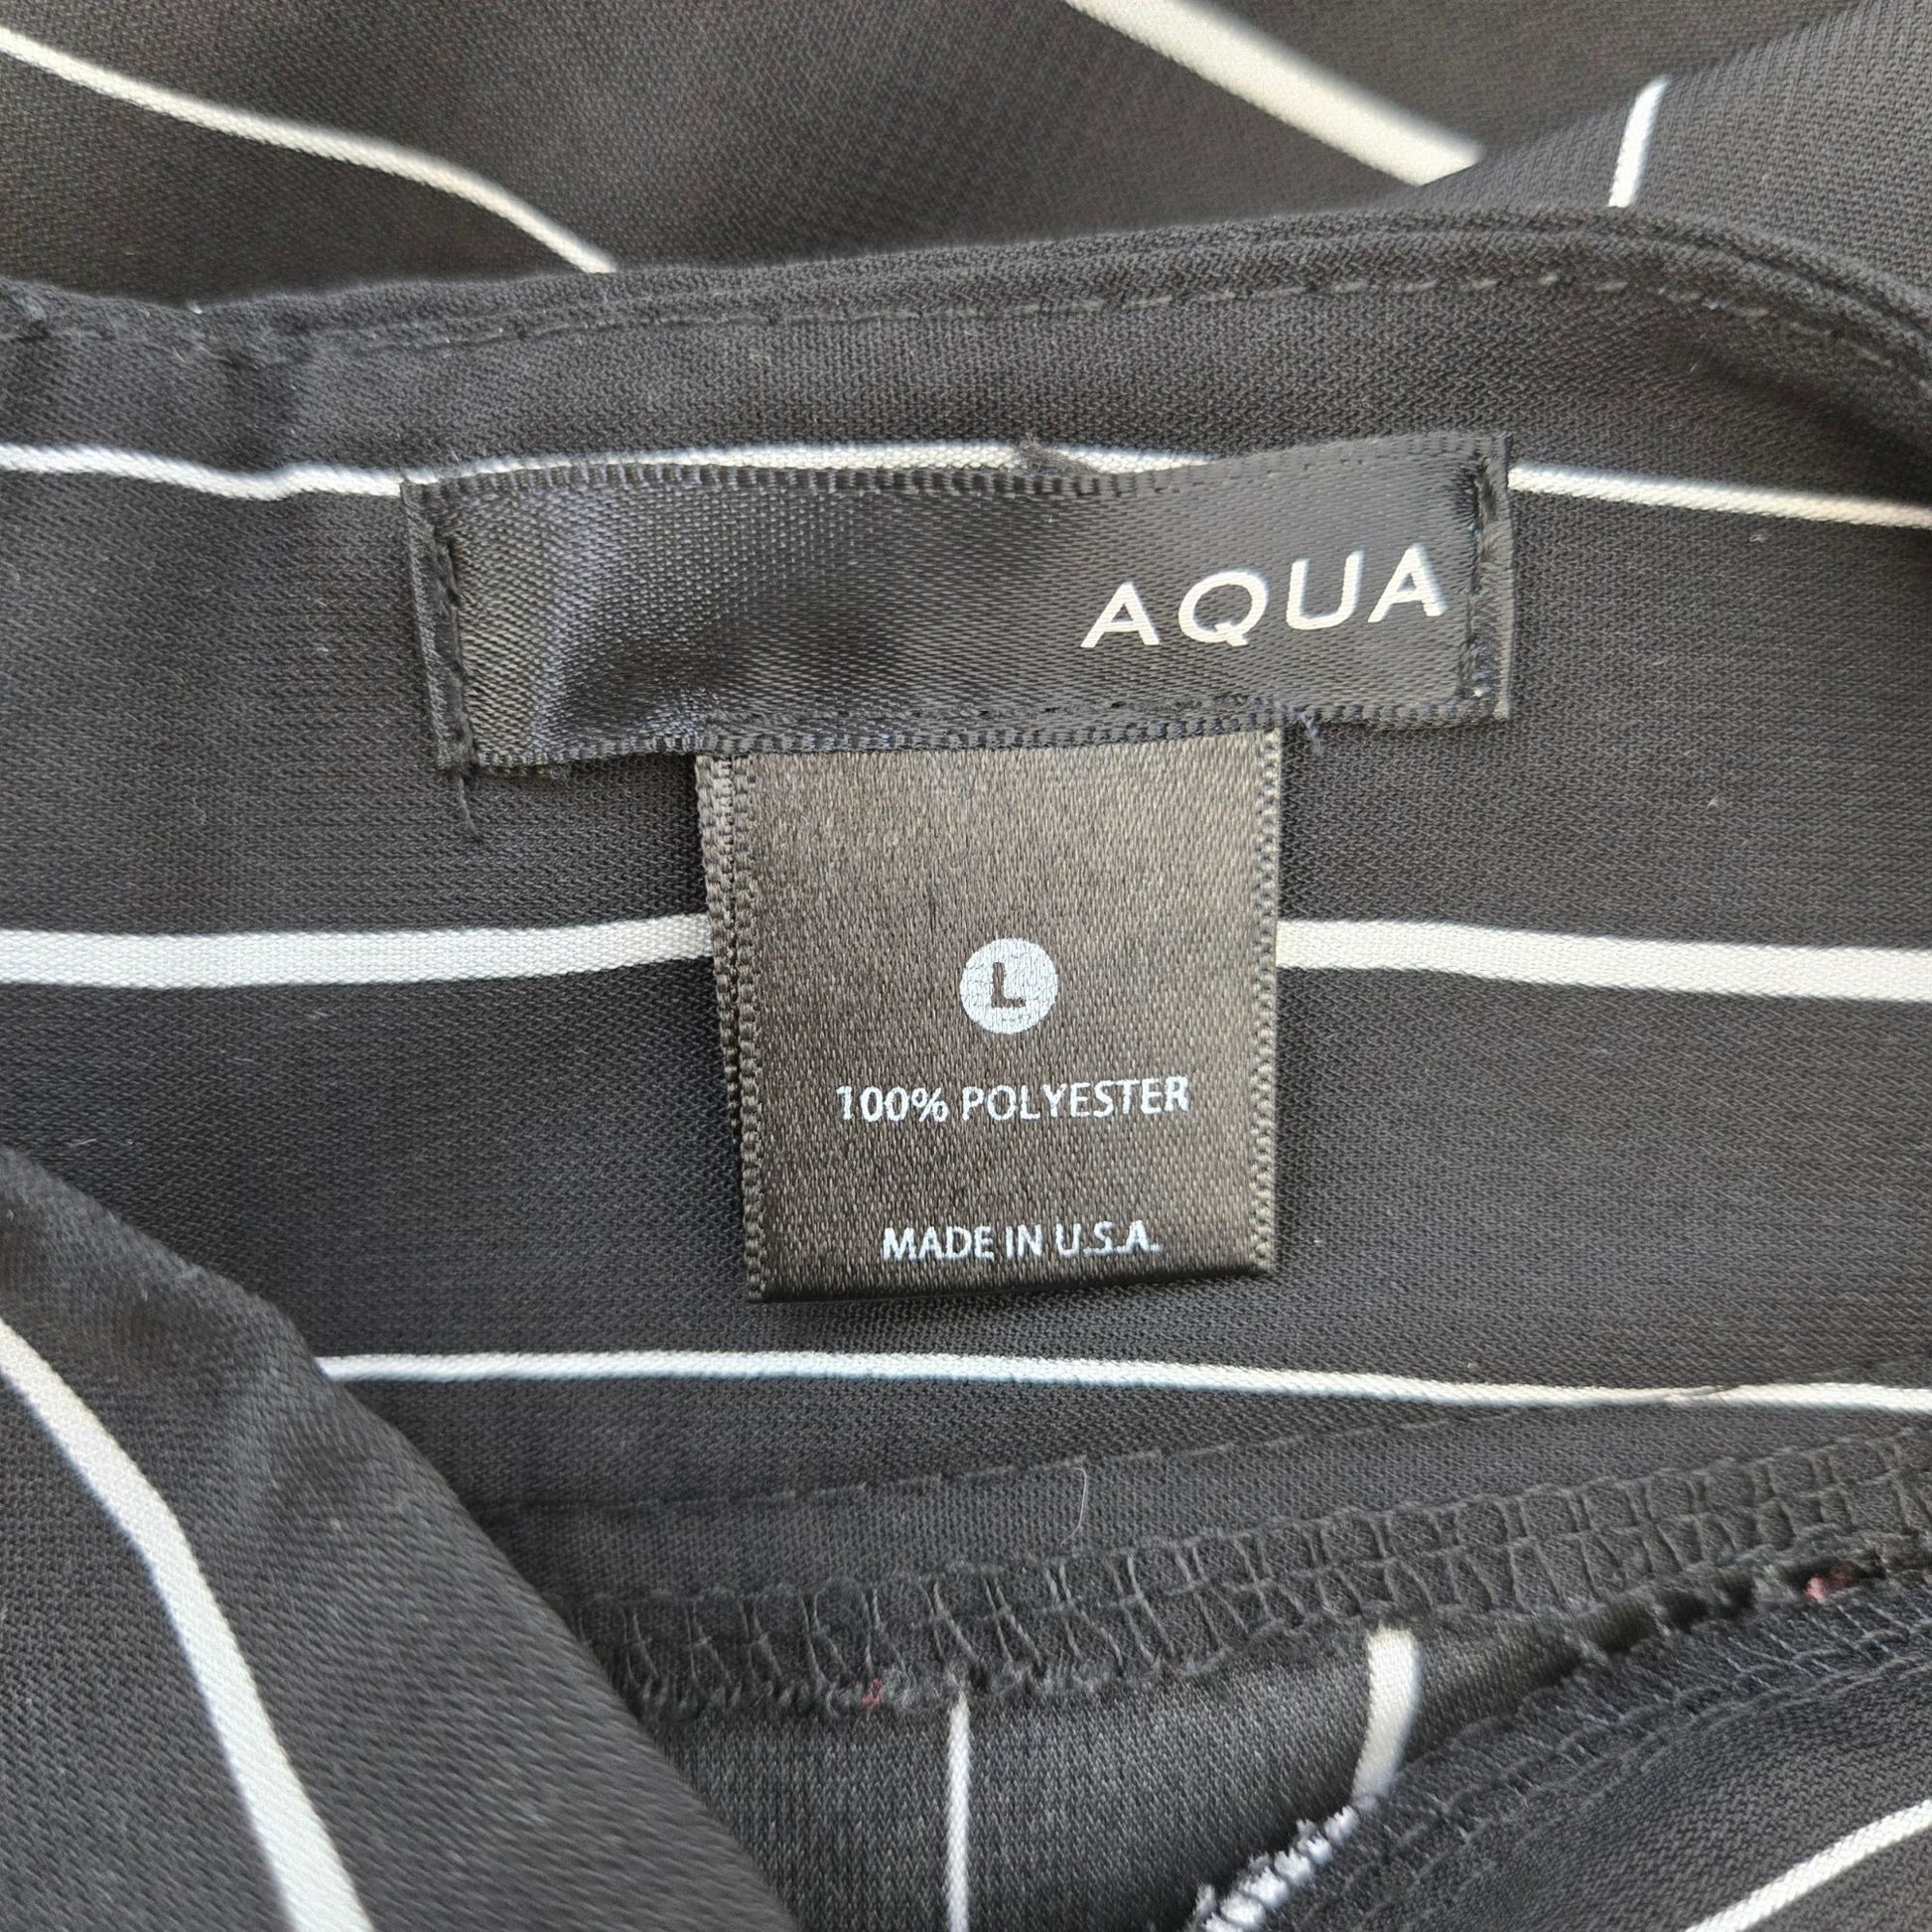 AQUA
L
100% POLYESTER
MADE IN U.S.A.